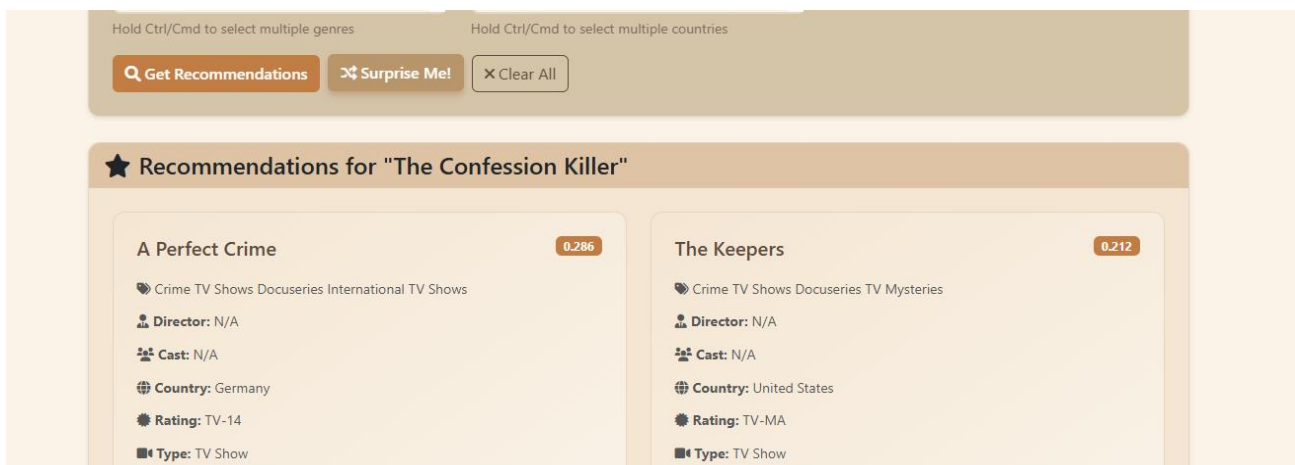 Hold Ctrl/Cmd to select multiple genres
Hold Ctrl/Cmd to select multiple countries
Get Recommendations
Surprise Me!
Clear All
Recommendations for "The Confession Killer"
A Perfect Crime
0.286
Crime TV Shows Docuseries International TV Shows
Director: N/A
Cast: N/A
Country: Germany
Rating: TV-14
Type: TV Show
The Keepers
0.212
Crime TV Shows Docuseries TV Mysteries
Director: N/A
Cast: N/A
Country: United States
Rating: TV-MA
Type: TV Show